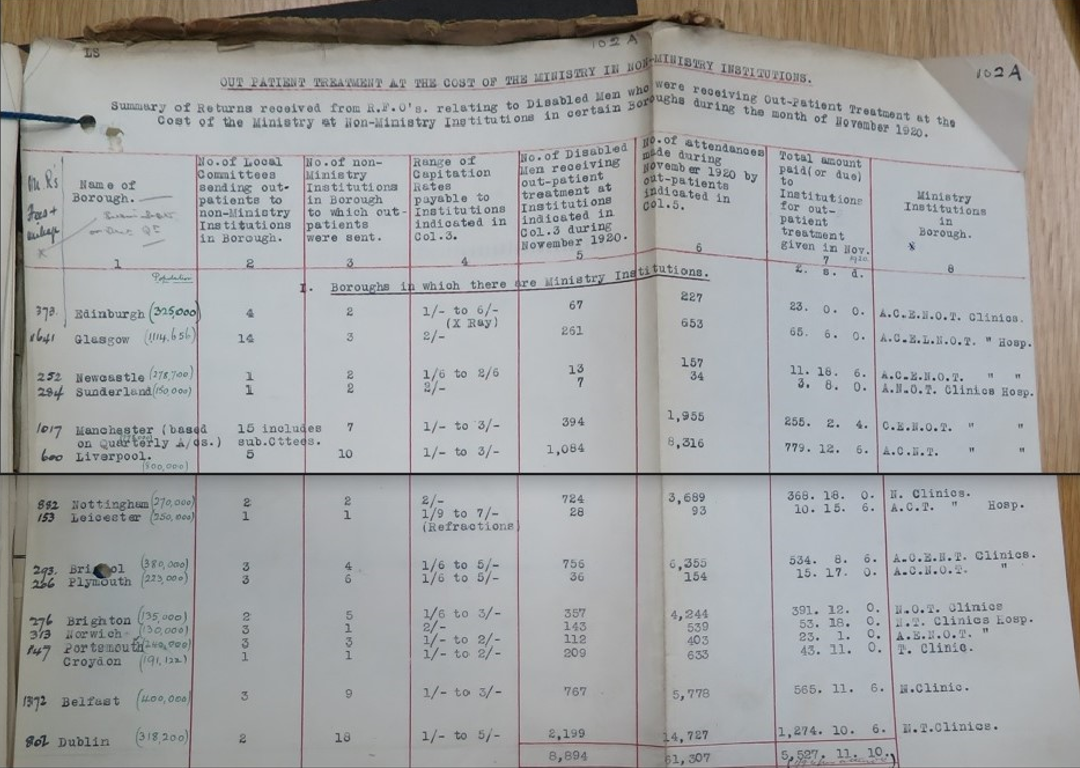 LS
102 A
102 A
OUT PATIENT TREATMENT AT THE COST OF THE MINISTRY IN NON-MINISTRY INSTITUTIONS.
Summary of Returns received from R.F.O's. relating to Disabled Men who were receiving Out-Patient Treatment at the
Cost of the Ministry at Non-Ministry Institutions in certain Boroughs during the month of November 1920.
Name of Borough. 1
No.of Local Committees sending out-patients to non-Ministry Institutions in Borough. 2
No. of non-Ministry Institutions in Borough to which out-patients were sent. 3
Range of Capitation Rates payable to Institutions indicated in Col.3. 4
No. of Disabled Men receiving out-patient treatment at Institutions indicated in Col.3 during November 1920. 5
No. of attendances made during November 1920 by out-patients indicated in Col.5. 6
Total amount paid(or due) to Institutions for out-patient treatment given in Nov. 1920. 7
Ministry Institutions in Borough. * 8
Population
£. s. d.
I. Boroughs in which there are Ministry Institutions.
373. Edinburgh (325,000) 4 2 1/- to 6/- 67 227 23. 0. 0. A.C.E.N.O.T. Clinics.
(X Ray)
1641 Glasgow (1114,656) 14 3 2/- 261 653 65. 6. 0. A.C.E.L.N.O.T. " Hosp.
252 Newcastle (278,700) 1 2 1/6 to 2/6 13 157 11. 18. 6. A.C.E.N.O.T. " "
284 Sunderland (150,000) 1 2 2/- 7 34 3. 8. 0. A.N.O.T. Clinics Hosp.
1017 Manchester (based 15 includes 7 1/- to 3/- 394 1,955 255. 2. 4. C.E.N.O.T. " "
on Quarterly A/cs.) sub.Cttees.
600 Liverpool. 5 10 1/- to 3/- 1,084 8,316 779. 12. 6. A.C.N.T. " "
(800,000)
882 Nottingham (270,000) 2 2 2/- 724 3,689 368. 18. 0. N. Clinics.
153 Leicester (250,000) 1 1 1/9 to 7/- 28 93 10. 15. 6. A.C.T. " Hosp.
(Refractions)
293. (380,000) 3 4 1/6 to 5/- 756 6,355 534. 8. 6. A.C.E.N.T. Clinics.
266 Plymouth (223,000) 3 6 1/6 to 5/- 36 154 15. 17. 0. A.C.N.O.T. "
276 Brighton (135,000) 2 5 1/6 to 3/- 357 4,244 391. 12. 0. N.O.T. Clinics
313 Norwich (130,000) 3 1 2/- 143 539 53. 18. 0. N.T. Clinics Hosp.
Portsmouth 3 3 1/- to 2/- 112 403 23. 1. 0. A.E.N.O.T. "
Croydon (191,122) 1 1 1/- to 2/- 209 633 43. 11. 0. T. Clinic.
1372 Belfast (400,000) 3 9 1/- to 3/- 767 5,778 565. 11. 6. N.Clinic.
802 Dublin (318,200) 2 18 1/- to 5/- 2,199 14,727 1,274. 10. 6. N.T.Clinics.
8,894 61,307 5,527. 11. 10.